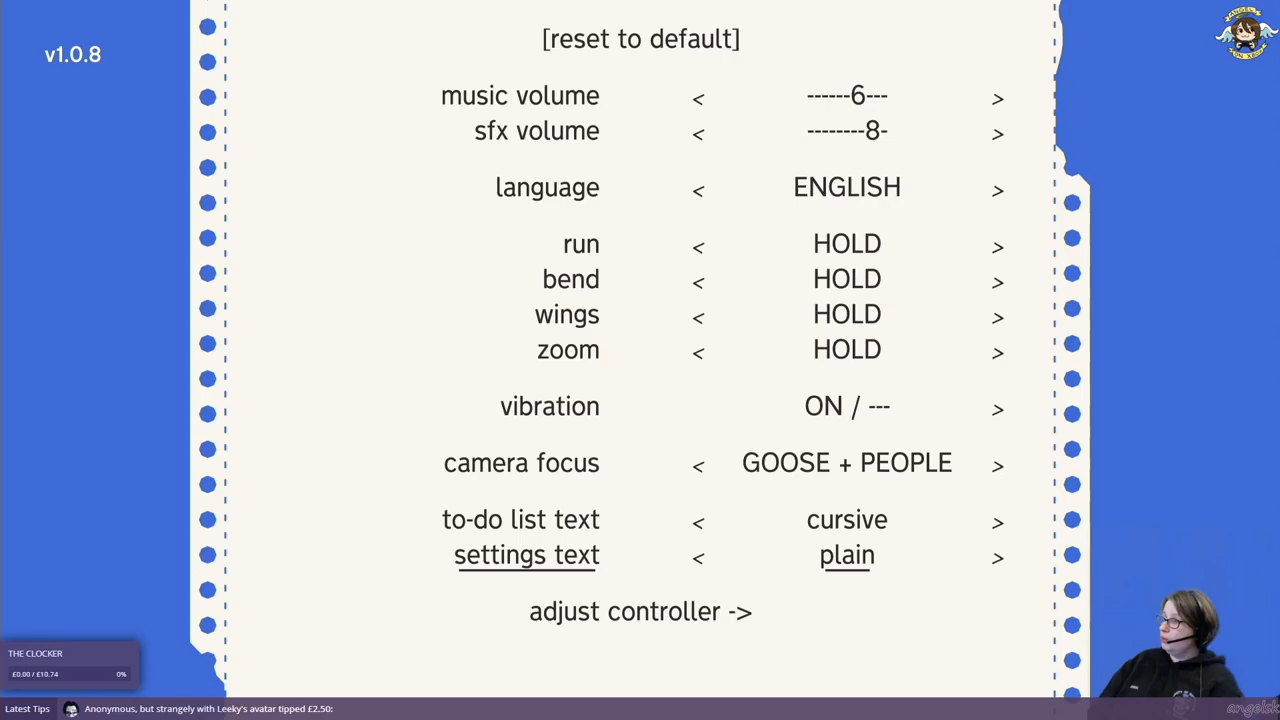 v1.0.8
[reset to default]
music volume < ------6--- >
sfx volume < --------8- >
language < ENGLISH >
run < HOLD >
bend < HOLD >
wings < HOLD >
zoom < HOLD >
vibration ON / --- >
camera focus < GOOSE + PEOPLE >
to-do list text < cursive >
settings text < plain >
adjust controller ->
THE CLOCKER
£0.00 / £10.74 0%
Latest Tips Anonymous, but strangely with Leeky's avatar tipped £2.50:
angelsk